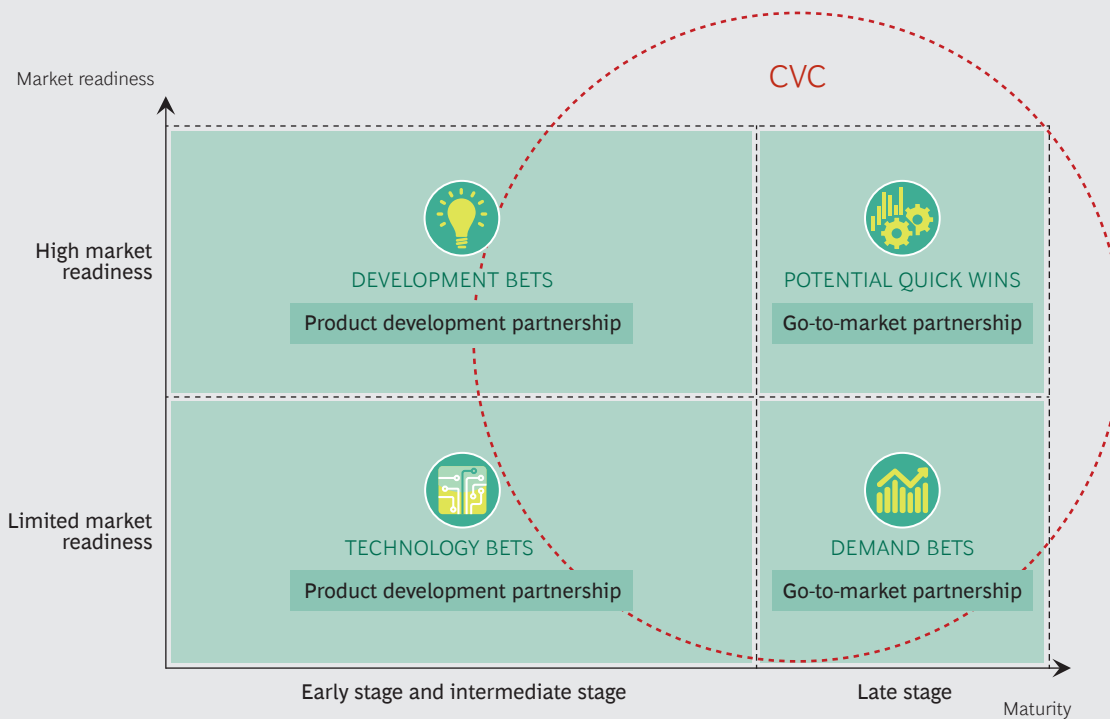 CVC
Market readiness
High market
readiness
DEVELOPMENT BETS
Product development partnership
POTENTIAL QUICK WINS
Go-to-market partnership
Limited market
readiness
TECHNOLOGY BETS
Product development partnership
DEMAND BETS
Go-to-market partnership
Early stage and intermediate stage
Late stage
Maturity